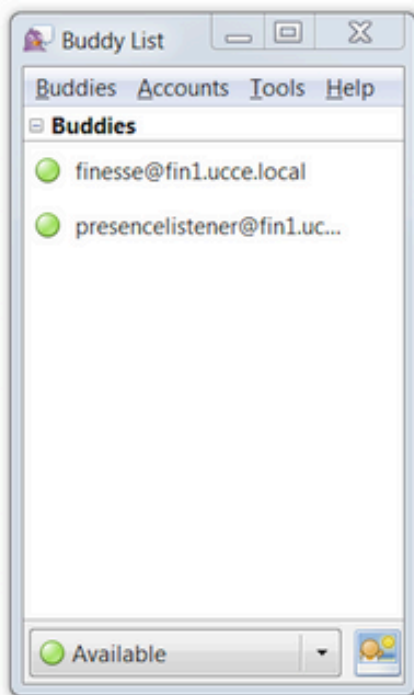 Buddy List
Buddies Accounts Tools Help
Buddies
finesse@fin1.ucce.local
presencelistener@fin1.uc...
Available